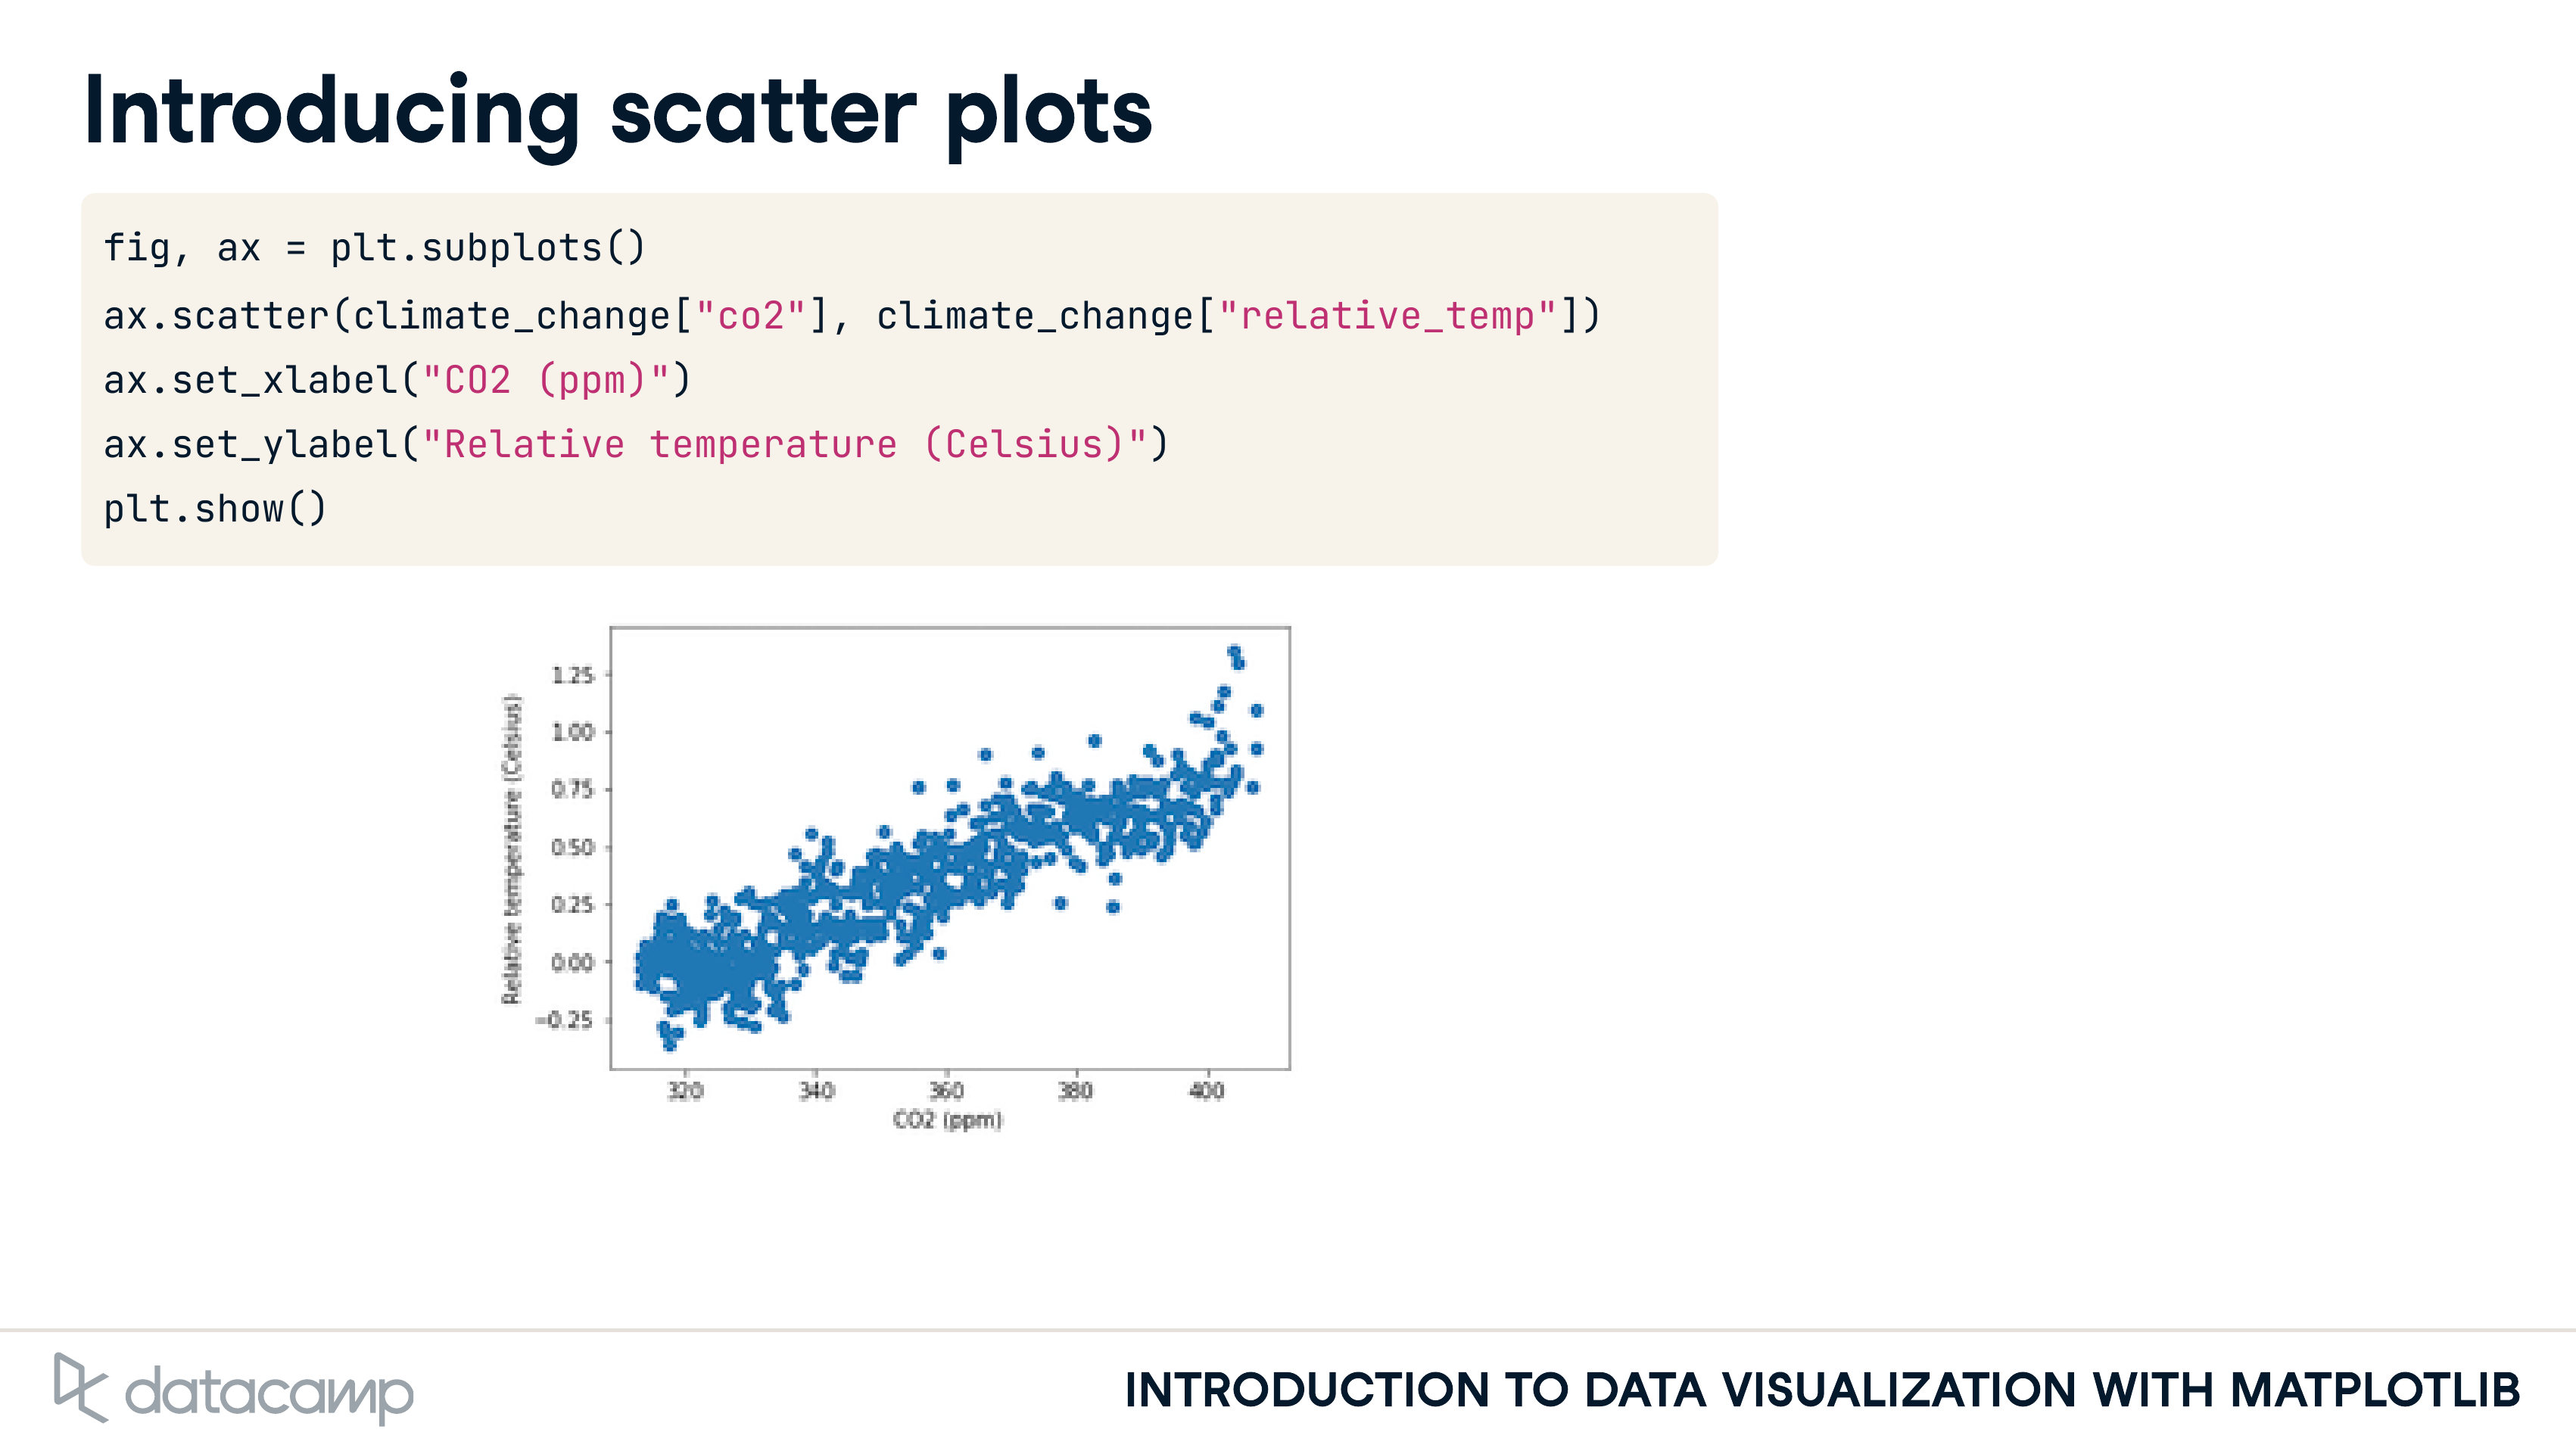 Introducing scatter plots
fig, ax = plt.subplots()
ax.scatter(climate_change["co2"], climate_change["relative_temp"])
ax.set_xlabel("CO2 (ppm)")
ax.set_ylabel("Relative temperature (Celsius)")
plt.show()
Relative temperature (Celsius)
1.25
1.00
0.75
0.50
0.25
0.00
−0.25
320 340 360 380 400
CO2 (ppm)
datacamp
INTRODUCTION TO DATA VISUALIZATION WITH MATPLOTLIB